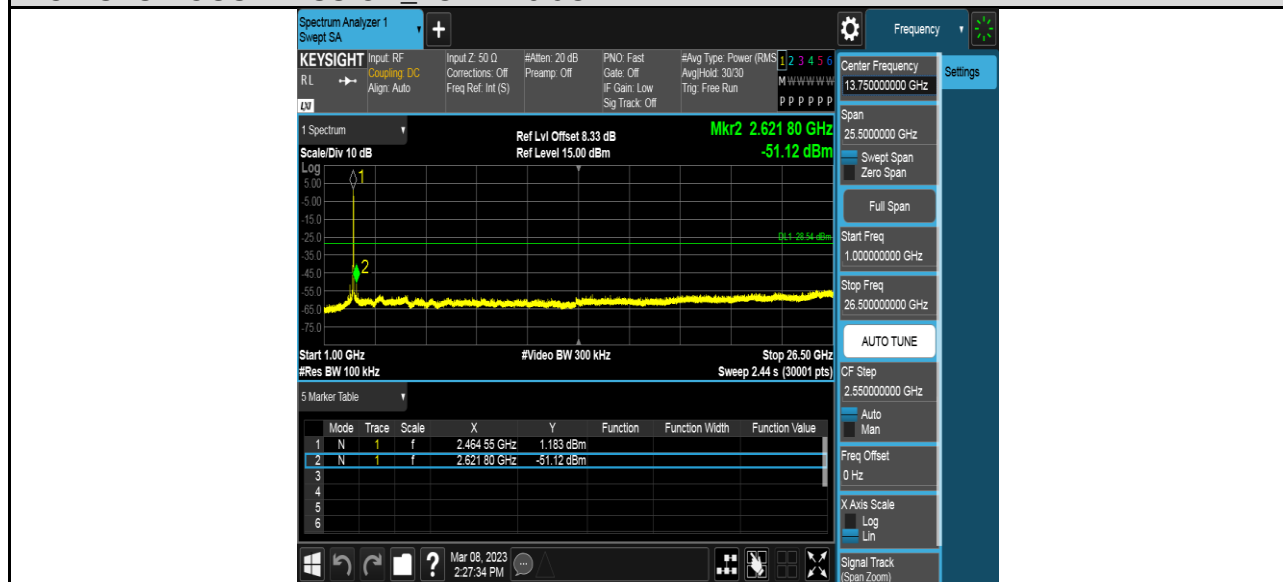 Spectrum Analyzer 1
Swept SA
+
Frequency
KEYSIGHT
RL
LXI
Input: RF
Coupling: DC
Align: Auto
Input Z: 50 Ω
Corrections: Off
Freq Ref: Int (S)
#Atten: 20 dB
Preamp: Off
PNO: Fast
Gate: Off
IF Gain: Low
Sig Track: Off
#Avg Type: Power (RMS
Avg|Hold: 30/30
Trig: Free Run
1 2 3 4 5 6
M W W W W W
P P P P P P
Center Frequency
13.750000000 GHz
Settings
Span
25.5000000 GHz
Swept Span
Zero Span
Full Span
Start Freq
1.000000000 GHz
Stop Freq
26.500000000 GHz
AUTO TUNE
CF Step
2.550000000 GHz
Auto
Man
Freq Offset
0 Hz
X Axis Scale
Log
Lin
Signal Track
(Span Zoom)
1 Spectrum
Scale/Div 10 dB
Ref Lvl Offset 8.33 dB
Ref Level 15.00 dBm
Mkr2 2.621 80 GHz
-51.12 dBm
Log
5.00
-5.00
-15.0
-25.0
-35.0
-45.0
-55.0
-65.0
-75.0
1
2
DL1 -28.54 dBm
Start 1.00 GHz
#Video BW 300 kHz
Stop 26.50 GHz
#Res BW 100 kHz
Sweep 2.44 s (30001 pts)
5 Marker Table
Mode Trace Scale X Y Function Function Width Function Value
1 N 1 f 2.464 55 GHz 1.183 dBm
2 N 1 f 2.621 80 GHz -51.12 dBm
3
4
5
6
?
Mar 08, 2023
2:27:34 PM